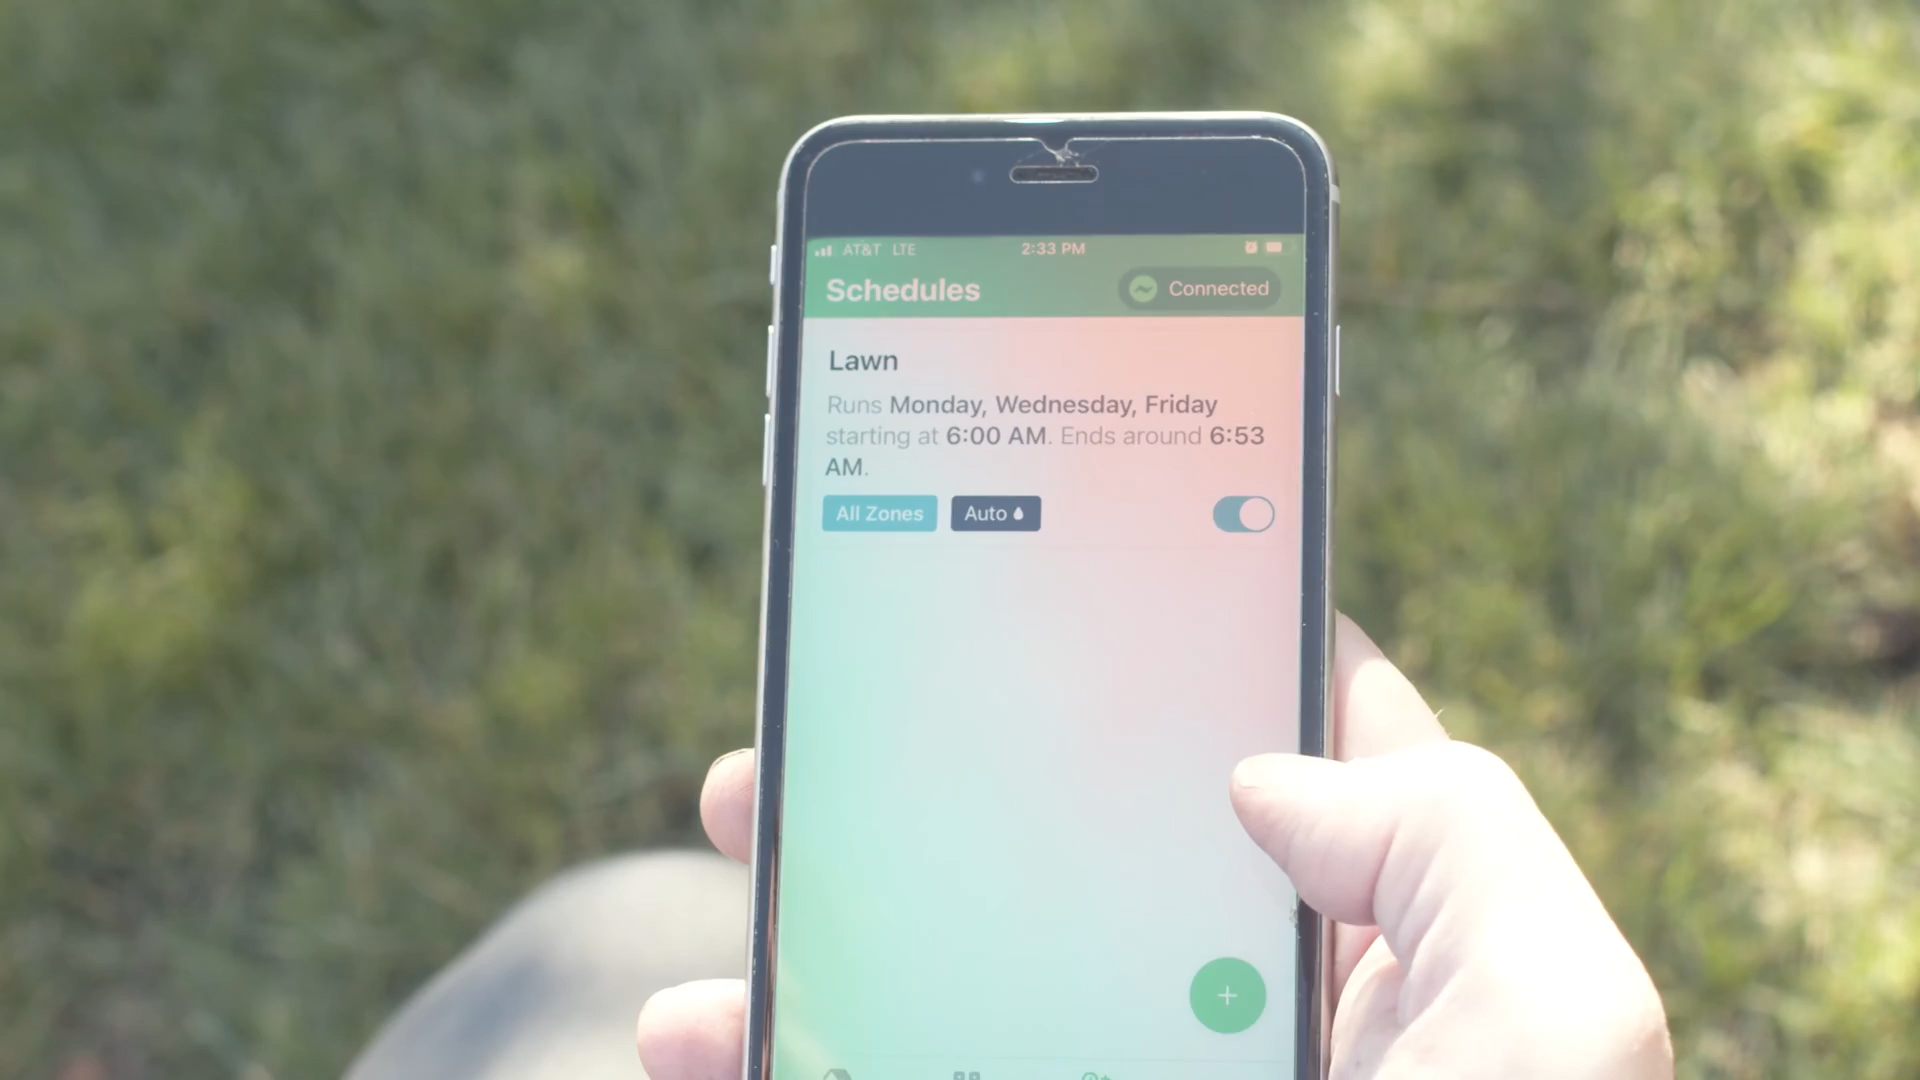 AT&T LTE 2:33 PM
Schedules
Connected
Lawn
Runs Monday, Wednesday, Friday
starting at 6:00 AM. Ends around 6:53
AM.
All Zones Auto
+